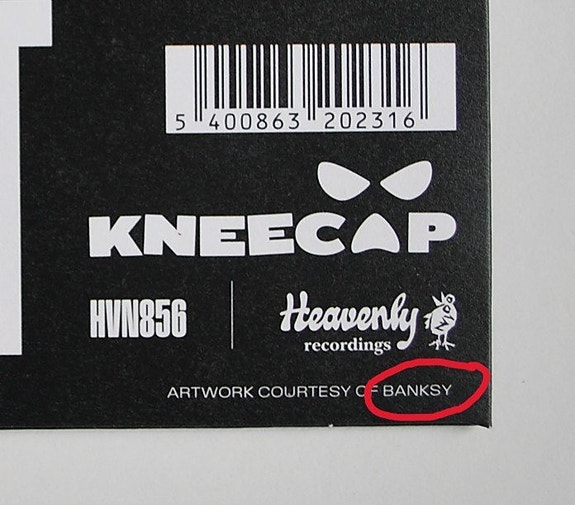 5 400863 202316
KNEECAP
HVN856
Heavenly
recordings
ARTWORK COURTESY OF BANKSY